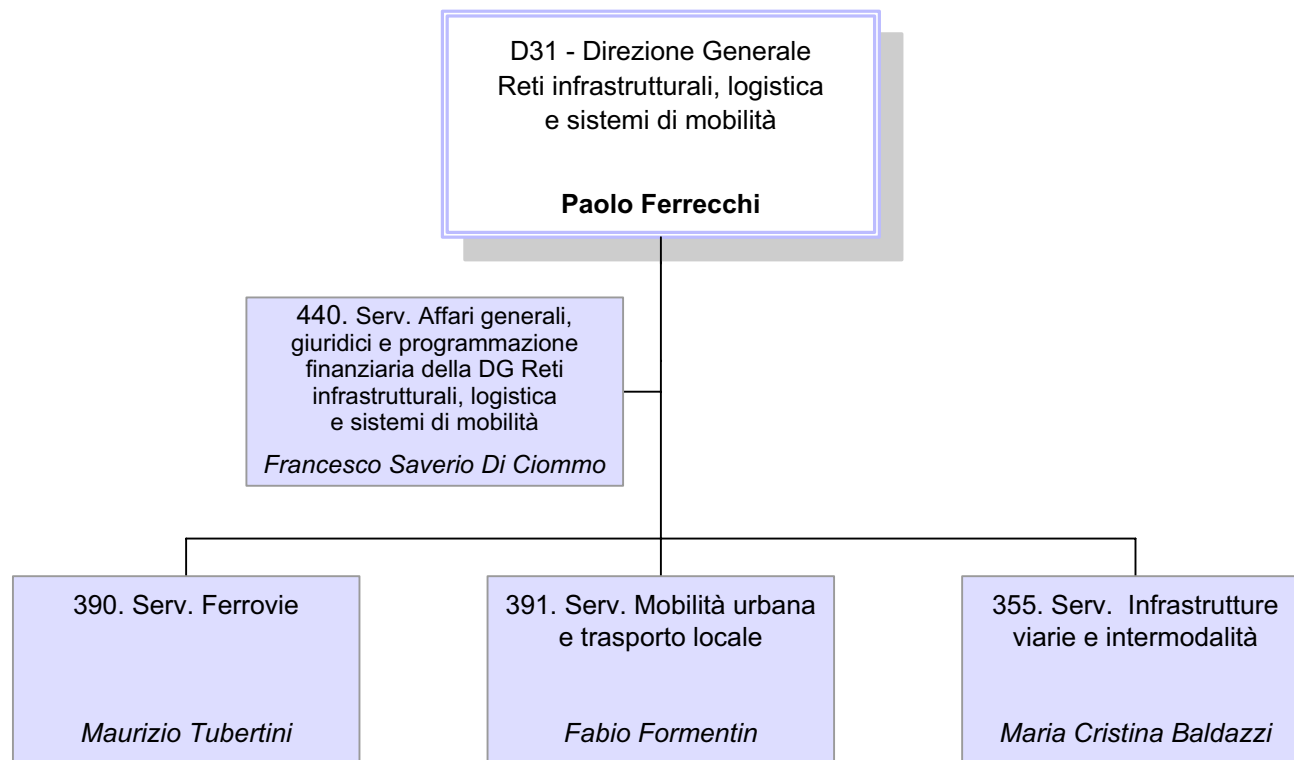 D31 - Direzione Generale
Reti infrastrutturali, logistica
e sistemi di mobilità
Paolo Ferrecchi
440. Serv. Affari generali,
giuridici e programmazione
finanziaria della DG Reti
infrastrutturali, logistica
e sistemi di mobilità
Francesco Saverio Di Ciommo
390. Serv. Ferrovie
Maurizio Tubertini
391. Serv. Mobilità urbana
e trasporto locale
Fabio Formentin
355. Serv.  Infrastrutture
viarie e intermodalità
Maria Cristina Baldazzi